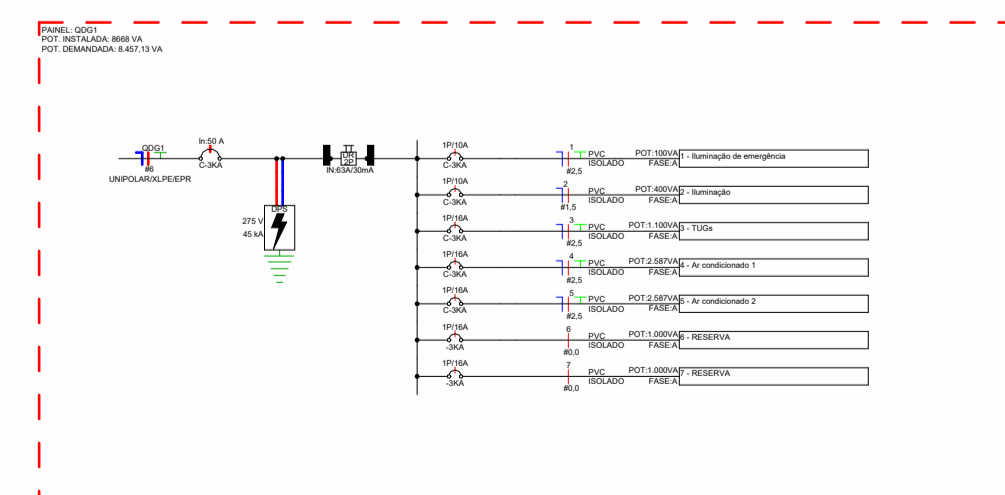 PAINEL: QDG1
POT. INSTALADA: 8668 VA
POT. DEMANDADA: 8.457,13 VA
QDG1
#6
UNIPOLAR/XLPE/EPR
In:50 A
C-3KA
DPS
275 V
45 kA
DR
2P
IN:63A/30mA
1P/10A
C-3KA
1
#2,5
PVC
ISOLADO
POT:100VA
FASE:A
1 - Iluminação de emergência
1P/10A
C-3KA
2
#1,5
PVC
ISOLADO
POT:400VA
FASE:A
2 - Iluminação
1P/16A
C-3KA
3
#2,5
PVC
ISOLADO
POT:1.100VA
FASE:A
3 - TUGs
1P/16A
C-3KA
4
#2,5
PVC
ISOLADO
POT:2.587VA
FASE:A
4 - Ar condicionado 1
1P/16A
C-3KA
5
#2,5
PVC
ISOLADO
POT:2.587VA
FASE:A
5 - Ar condicionado 2
1P/16A
-3KA
6
#0,0
PVC
ISOLADO
POT:1.000VA
FASE:A
6 - RESERVA
1P/16A
-3KA
7
#0,0
PVC
ISOLADO
POT:1.000VA
FASE:A
7 - RESERVA